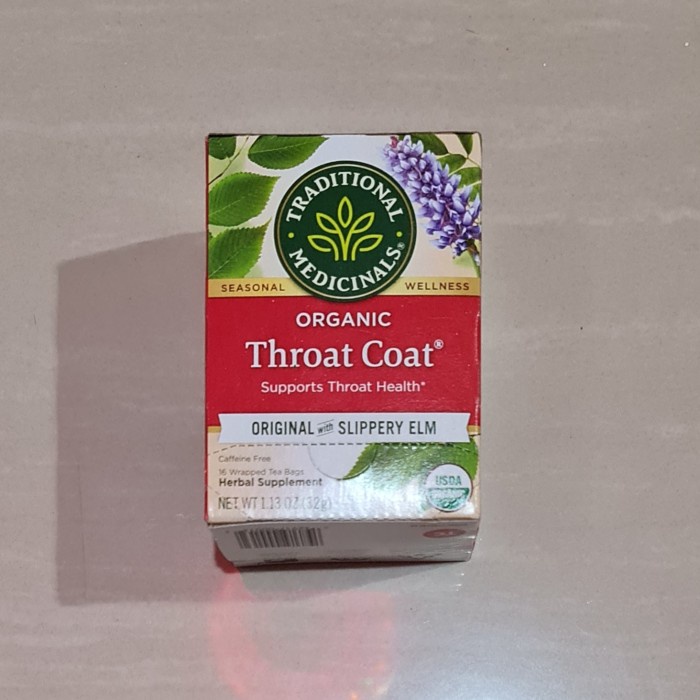 TRADITIONAL
MEDICINALS®
SEASONAL WELLNESS
ORGANIC
Throat Coat®
Supports Throat Health*
ORIGINAL with SLIPPERY ELM
Caffeine Free
16 Wrapped Tea Bags
Herbal Supplement
NET WT 1.13 OZ (32g)
USDA